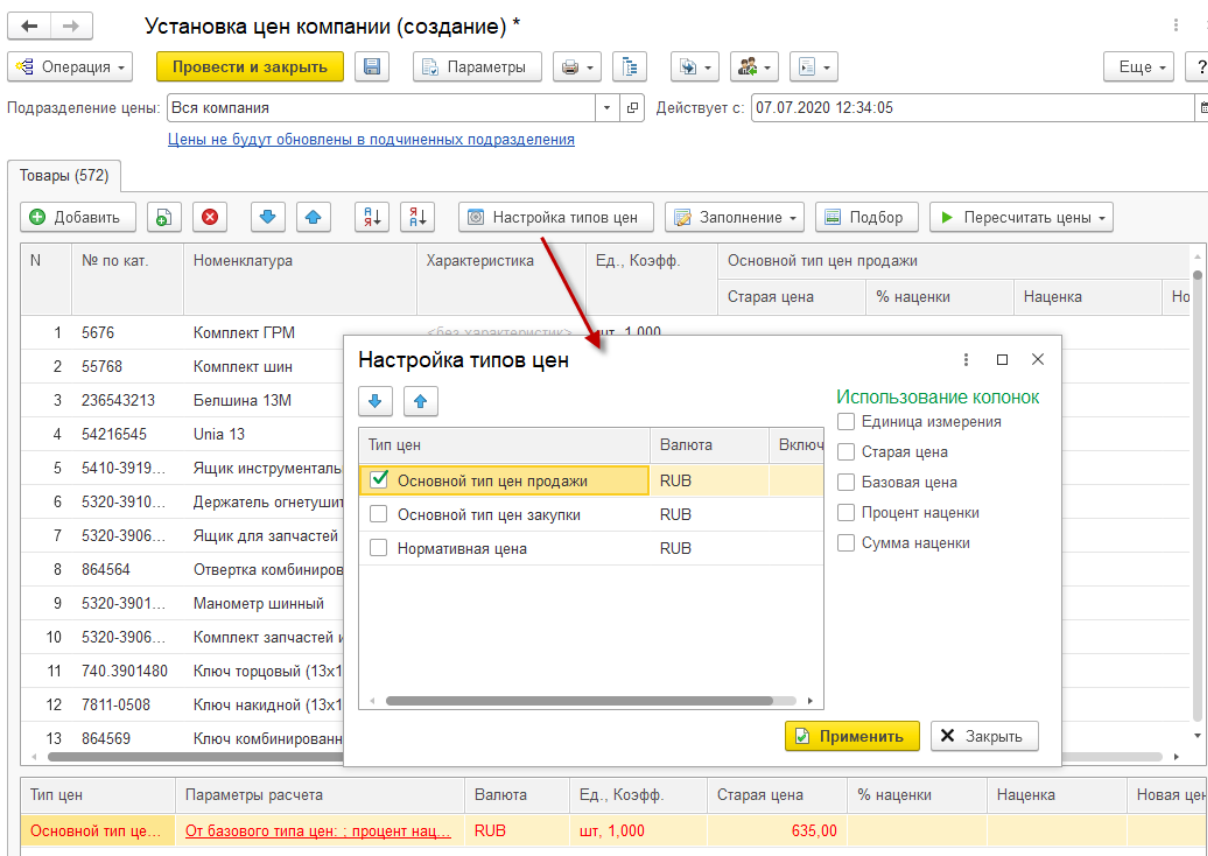 Установка цен компании (создание) *
Операция Провести и закрыть Параметры Еще ?
Подразделение цены: Вся компания Действует с: 07.07.2020 12:34:05
Цены не будут обновлены в подчиненных подразделения
Товары (572)
Добавить Настройка типов цен Заполнение Подбор Пересчитать цены
N № по кат. Номенклатура Характеристика Ед., Коэфф. Основной тип цен продажи
Старая цена % наценки Наценка Но
1 5676 Комплект ГРМ <без характеристик> шт, 1,000
2 55768 Комплект шин
3 236543213 Белшина 13М
4 54216545 Unia 13
5 5410-3919... Ящик инструменталь
6 5320-3910... Держатель огнетушит
7 5320-3906... Ящик для запчастей
8 864564 Отвертка комбиниров
9 5320-3901... Манометр шинный
10 5320-3906... Комплект запчастей и
11 740.3901480 Ключ торцовый (13х1
12 7811-0508 Ключ накидной (13х1
13 864569 Ключ комбинированн
Настройка типов цен
Использование колонок
Тип цен Валюта Включ
Основной тип цен продажи RUB
Основной тип цен закупки RUB
Нормативная цена RUB
Единица измерения
Старая цена
Базовая цена
Процент наценки
Сумма наценки
Применить Закрыть
Тип цен Параметры расчета Валюта Ед., Коэфф. Старая цена % наценки Наценка Новая цен
Основной тип це... От базового типа цен: ; процент нац... RUB шт, 1,000 635,00